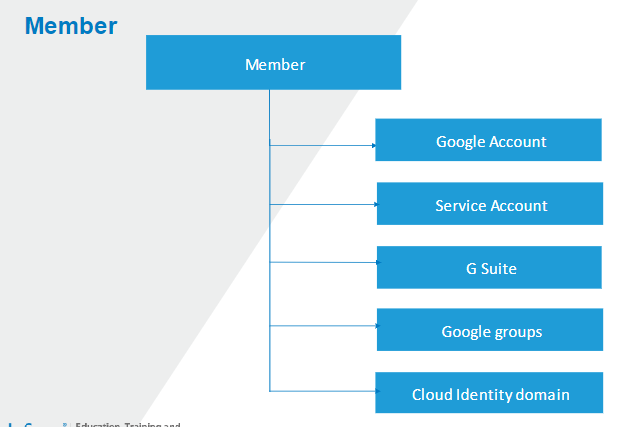 Member
Member
Google Account
Service Account
G Suite
Google groups
Cloud Identity domain
Education, Training and